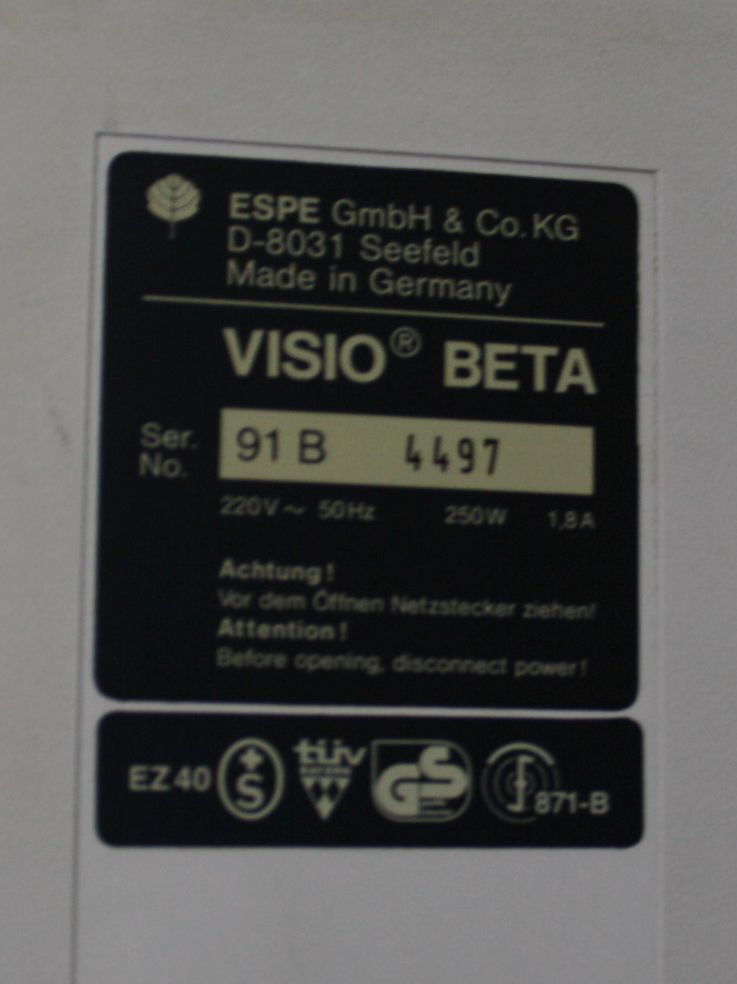 ESPE GmbH & Co. KG
D-8031 Seefeld
Made in Germany
VISIO® BETA
Ser. No. 91 B 4497
220V ~ 50Hz 250W 1,8A
Achtung!
Vor dem Öffnen Netzstecker ziehen!
Attention!
Before opening, disconnect power!
EZ 40 +S TÜV BAYERN GS 871-B